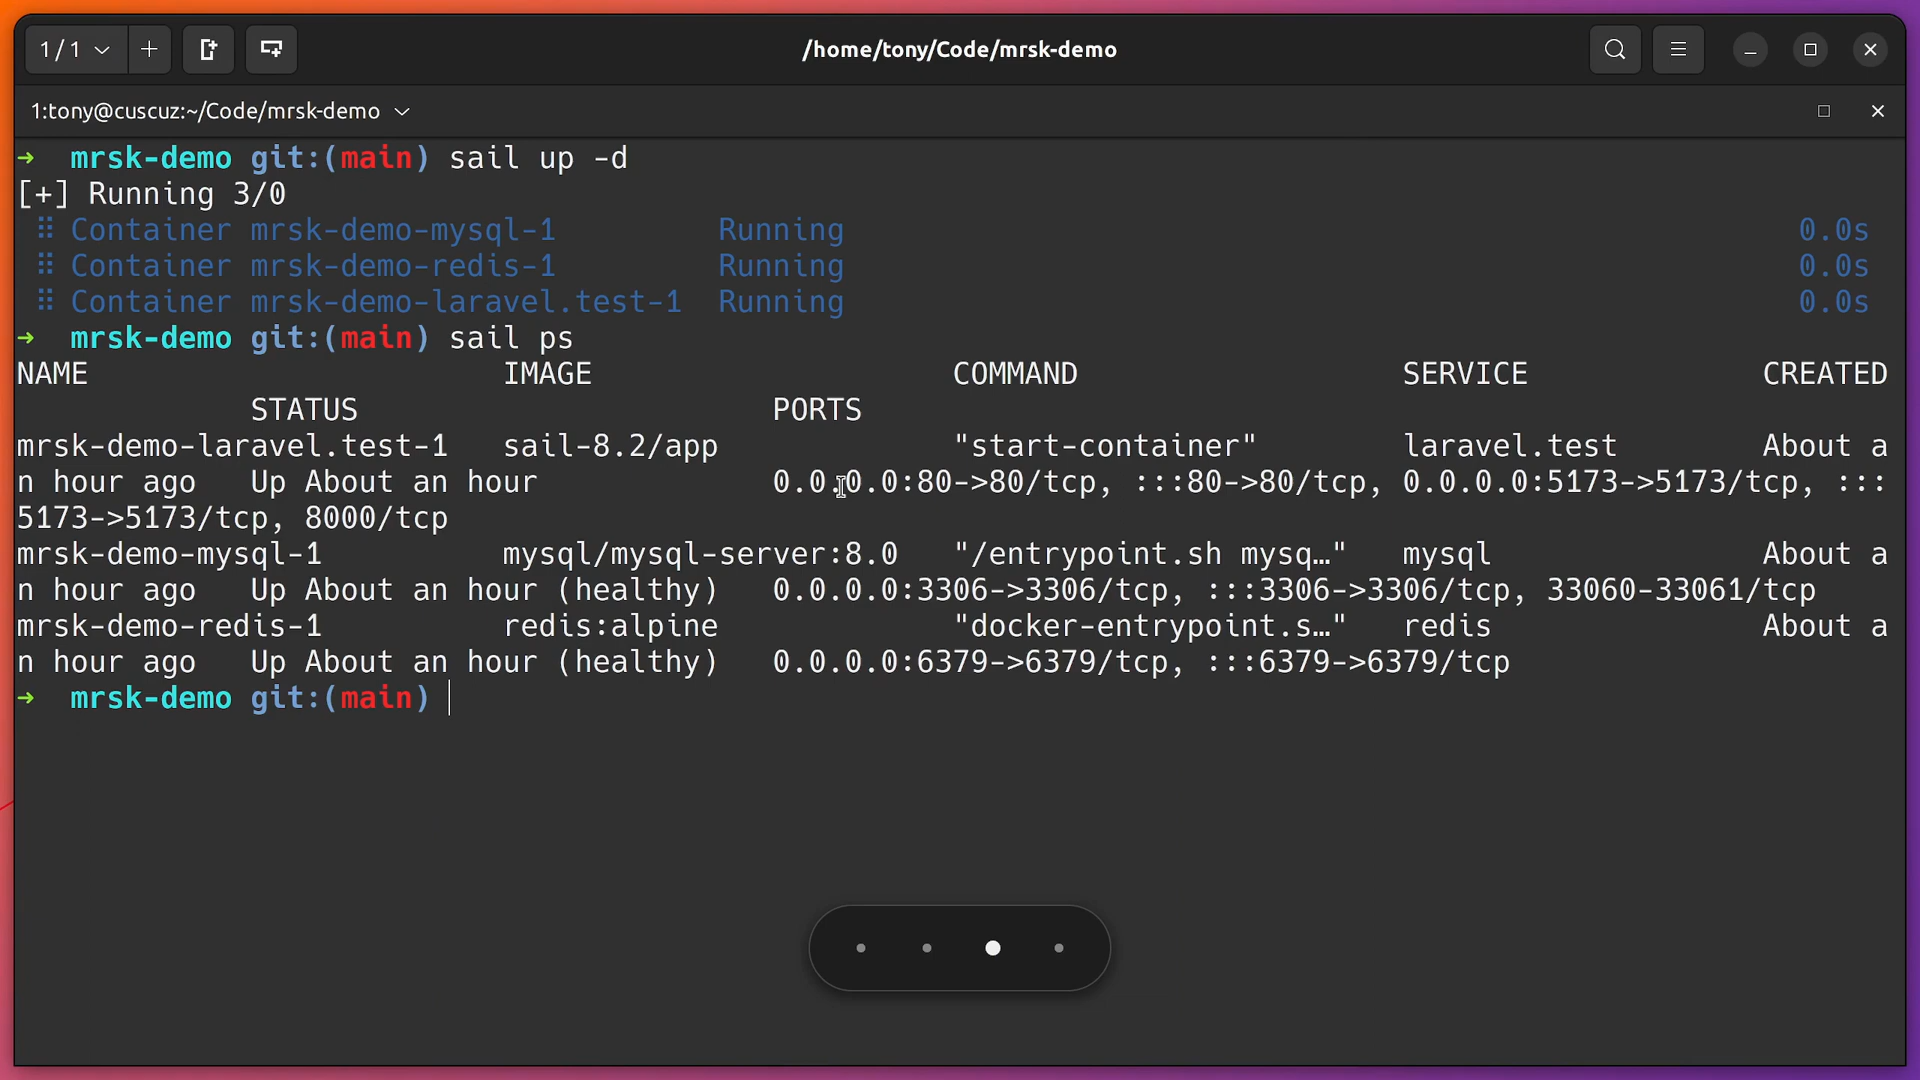 1 / 1
/home/tony/Code/mrsk-demo
1:tony@cuscuz:~/Code/mrsk-demo
➜  mrsk-demo git:(main) sail up -d
[+] Running 3/0
⠿ Container mrsk-demo-mysql-1         Running         0.0s
⠿ Container mrsk-demo-redis-1         Running         0.0s
⠿ Container mrsk-demo-laravel.test-1  Running         0.0s
➜  mrsk-demo git:(main) sail ps
NAME                       IMAGE                    COMMAND                  SERVICE             CREATED
             STATUS                       PORTS
mrsk-demo-laravel.test-1   sail-8.2/app             "start-container"        laravel.test        About a
n hour ago   Up About an hour             0.0.0.0:80->80/tcp, :::80->80/tcp, 0.0.0.0:5173->5173/tcp, :::
5173->5173/tcp, 8000/tcp
mrsk-demo-mysql-1          mysql/mysql-server:8.0   "/entrypoint.sh mysq…"   mysql               About a
n hour ago   Up About an hour (healthy)   0.0.0.0:3306->3306/tcp, :::3306->3306/tcp, 33060-33061/tcp
mrsk-demo-redis-1          redis:alpine             "docker-entrypoint.s…"   redis               About a
n hour ago   Up About an hour (healthy)   0.0.0.0:6379->6379/tcp, :::6379->6379/tcp
➜  mrsk-demo git:(main)